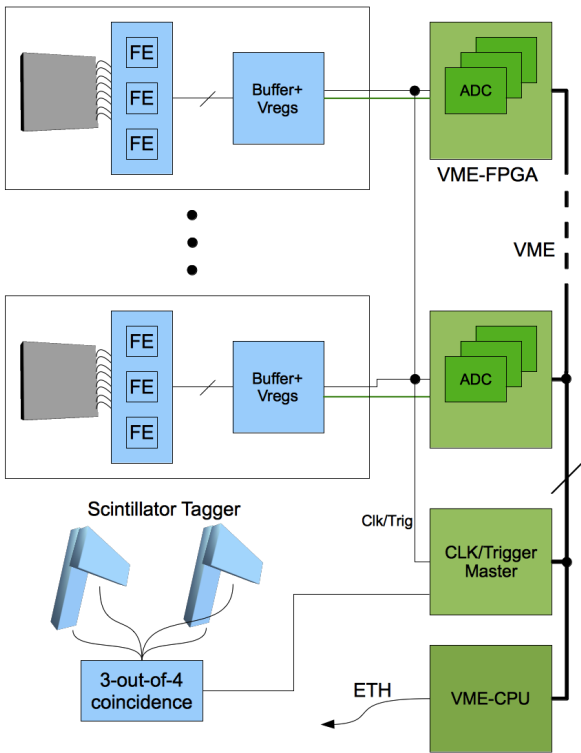 FE
FE
FE
Buffer+
Vregs
ADC
VME-FPGA
VME
FE
FE
FE
Buffer+
Vregs
ADC
Scintillator Tagger
Clk/Trig
CLK/Trigger
Master
3-out-of-4
coincidence
ETH
VME-CPU